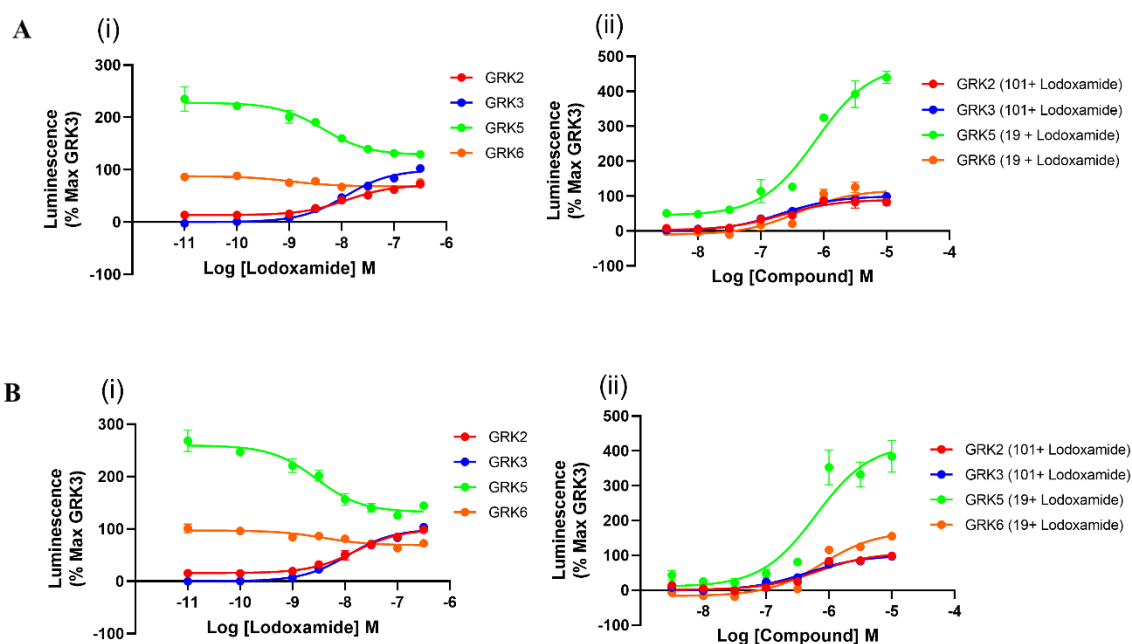 A
(i)
300
200
100
0
-100
-11
-10
-9
-8
-7
-6
Luminescence
(% Max GRK3)
Log [Lodoxamide] M
GRK2
GRK3
GRK5
GRK6
(ii)
500
400
300
200
100
0
-100
-8
-7
-6
-5
-4
Luminescence
(% Max GRK3)
Log [Compound] M
GRK2 (101+ Lodoxamide)
GRK3 (101+ Lodoxamide)
GRK5 (19 + Lodoxamide)
GRK6 (19 + Lodoxamide)
B
(i)
300
200
100
0
-100
-11
-10
-9
-8
-7
-6
Luminescence
(% Max GRK3)
Log [Lodoxamide] M
GRK2
GRK3
GRK5
GRK6
(ii)
500
400
300
200
100
0
-100
-8
-7
-6
-5
-4
Luminescence
(% Max GRK3)
Log [Compound] M
GRK2 (101+ Lodoxamide)
GRK3 (101+ Lodoxamide)
GRK5 (19+ Lodoxamide)
GRK6 (19+ Lodoxamide)